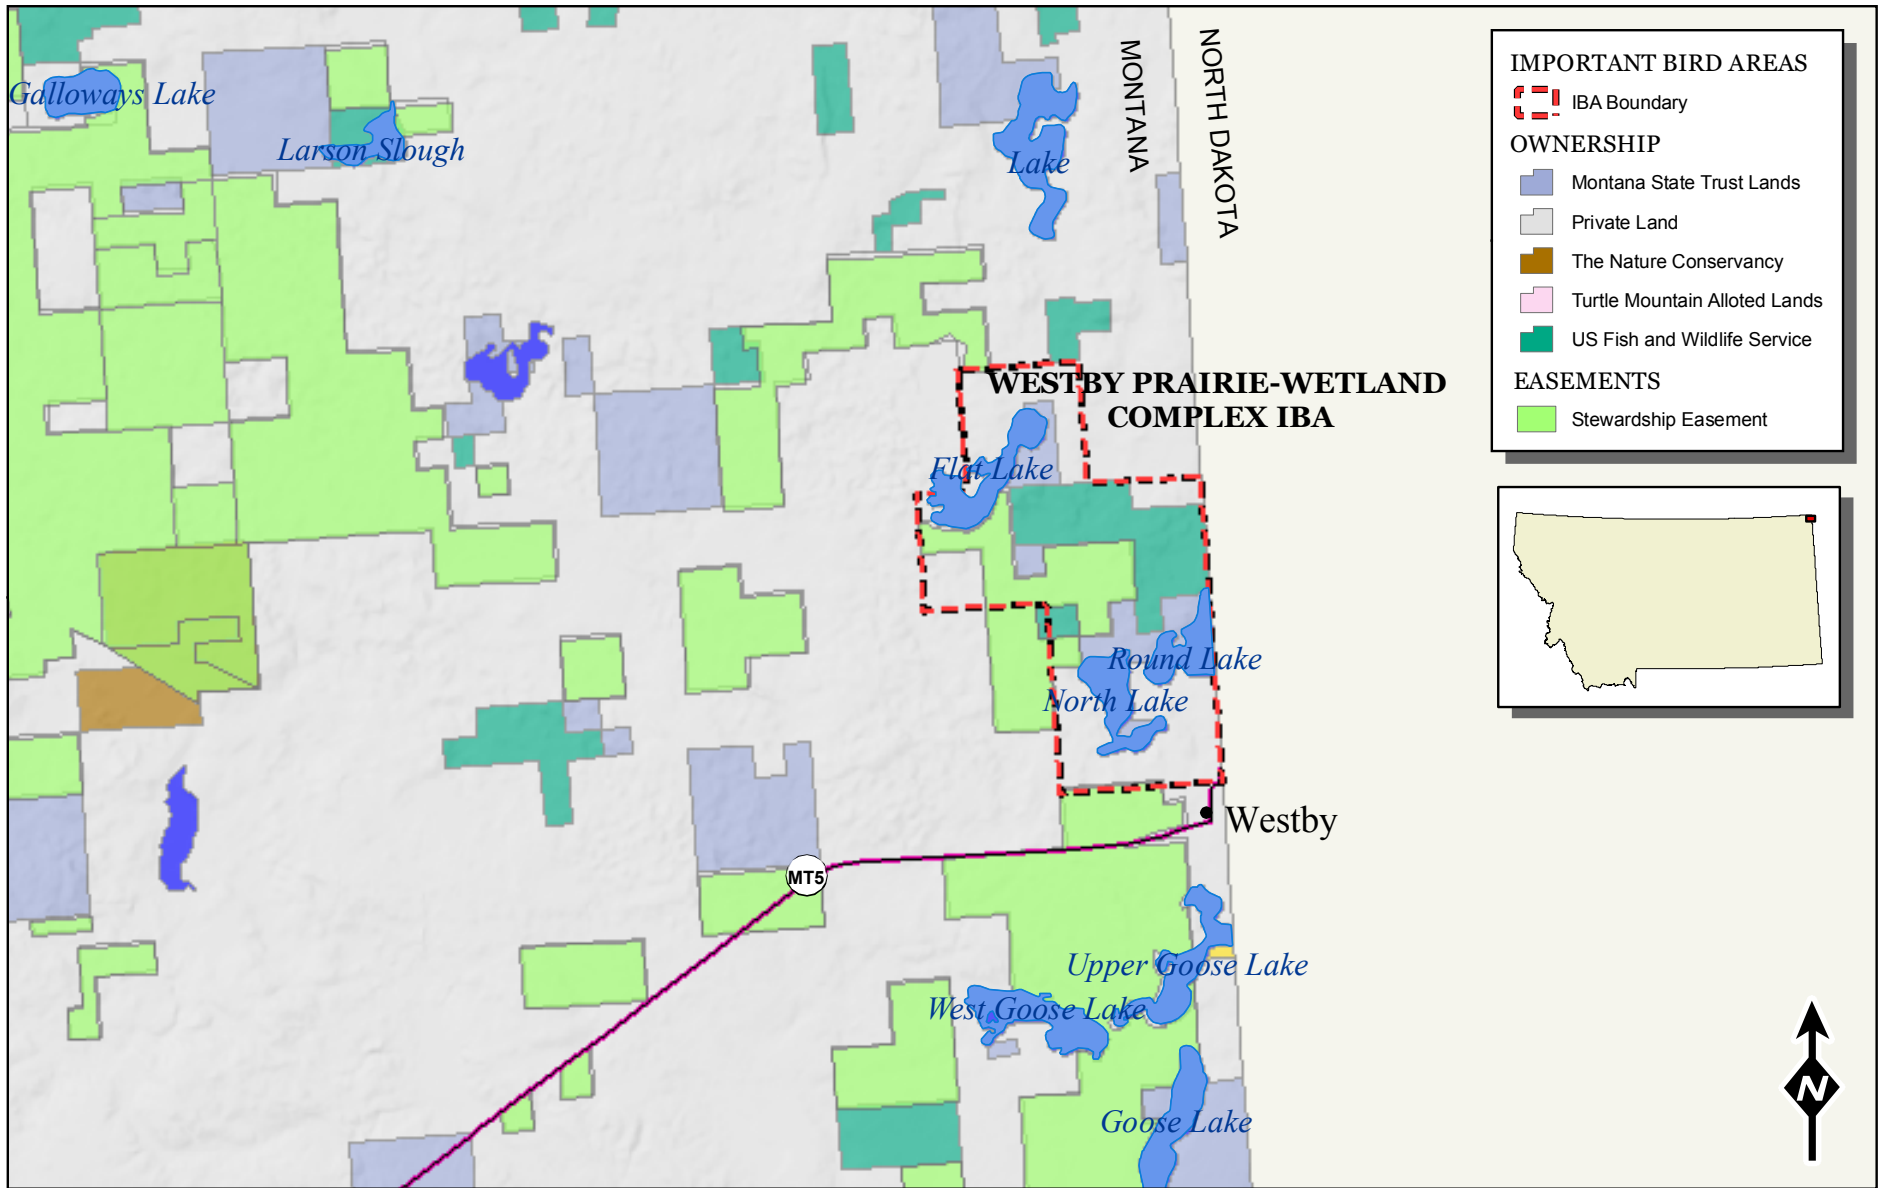 Galloways Lake
Larson Slough
Lake
MONTANA
NORTH DAKOTA
WESTBY PRAIRIE-WETLAND
COMPLEX IBA
Flat Lake
Round Lake
North Lake
Westby
MT5
Upper Goose Lake
West Goose Lake
Goose Lake
IMPORTANT BIRD AREAS
IBA Boundary
OWNERSHIP
Montana State Trust Lands
Private Land
The Nature Conservancy
Turtle Mountain Alloted Lands
US Fish and Wildlife Service
EASEMENTS
Stewardship Easement
N